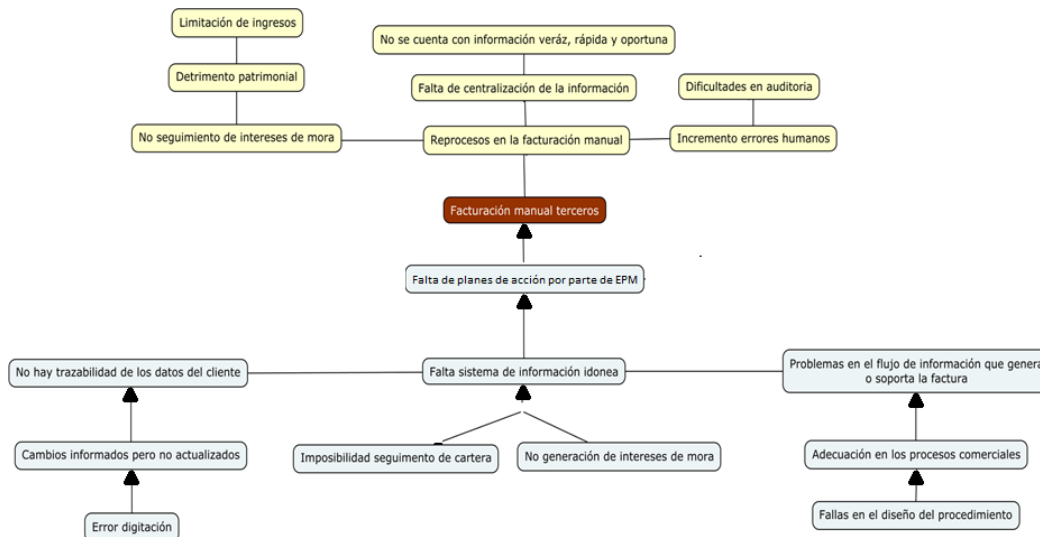 Limitación de ingresos
No se cuenta con información veráz, rápida y oportuna
Detrimento patrimonial
Falta de centralización de la información
Dificultades en auditoria
No seguimiento de intereses de mora
Reprocesos en la facturación manual
Incremento errores humanos
Facturación manual terceros
Falta de planes de acción por parte de EPM
No hay trazabilidad de los datos del cliente
Falta sistema de información idonea
Problemas en el flujo de información que genera
o soporta la factura
Cambios informados pero no actualizados
Imposibilidad seguimento de cartera
No generación de intereses de mora
Adecuación en los procesos comerciales
Error digitación
Fallas en el diseño del procedimiento